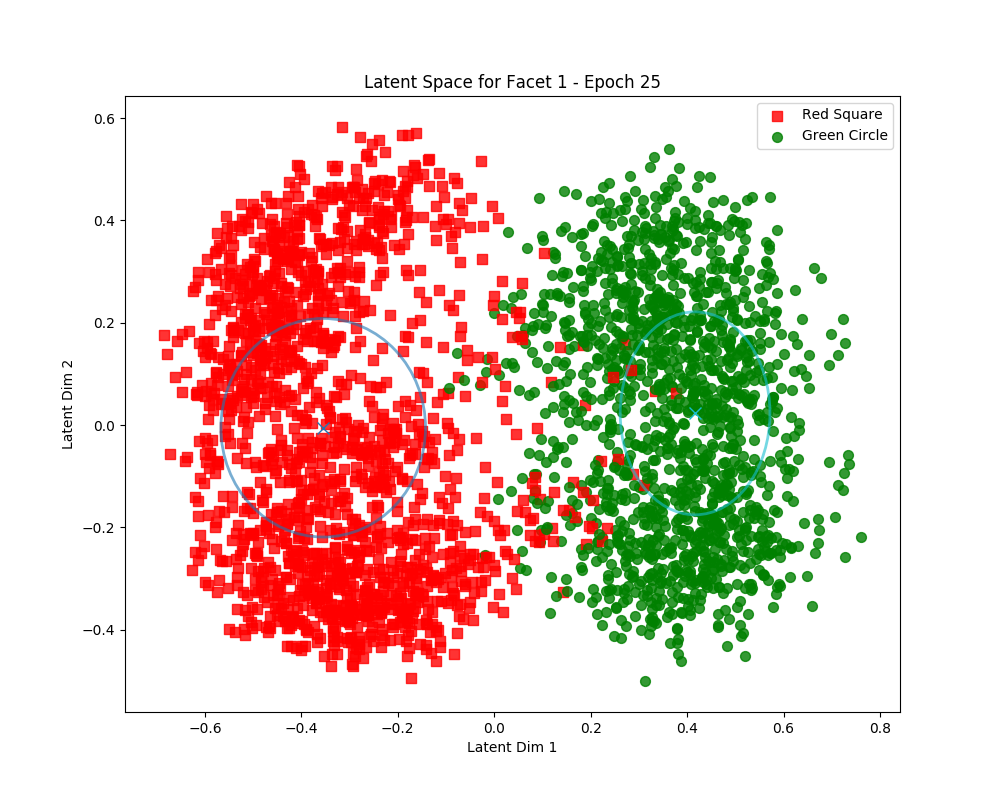 Latent Space for Facet 1 - Epoch 25
Red Square
Green Circle
Latent Dim 2
0.6
0.4
0.2
0.0
−0.2
−0.4
−0.6 −0.4 −0.2 0.0 0.2 0.4 0.6 0.8
Latent Dim 1